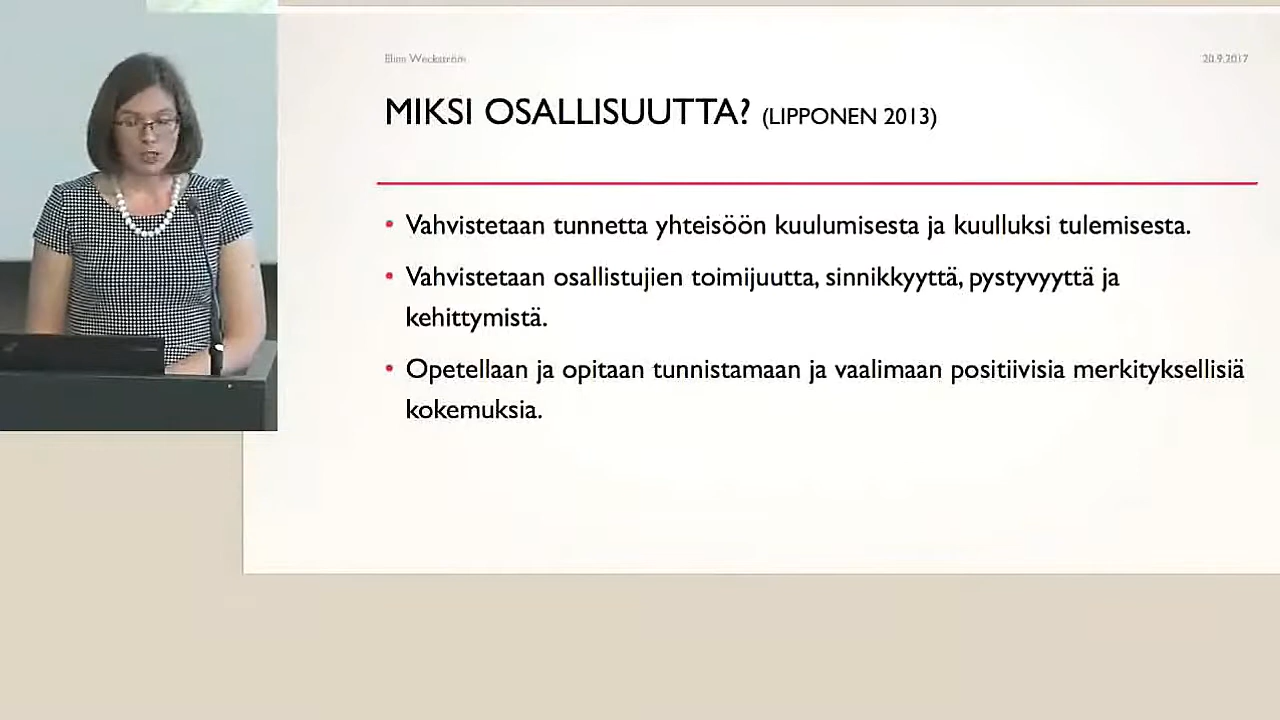 Elina Weckström
20.9.2017
MIKSI OSALLISUUTTA? (LIPPONEN 2013)
• Vahvistetaan tunnetta yhteisöön kuulumisesta ja kuulluksi tulemisesta.
• Vahvistetaan osallistujien toimijuutta, sinnikkyyttä, pystyvyyttä ja
kehittymistä.
• Opetellaan ja opitaan tunnistamaan ja vaalimaan positiivisia merkityksellisiä
kokemuksia.